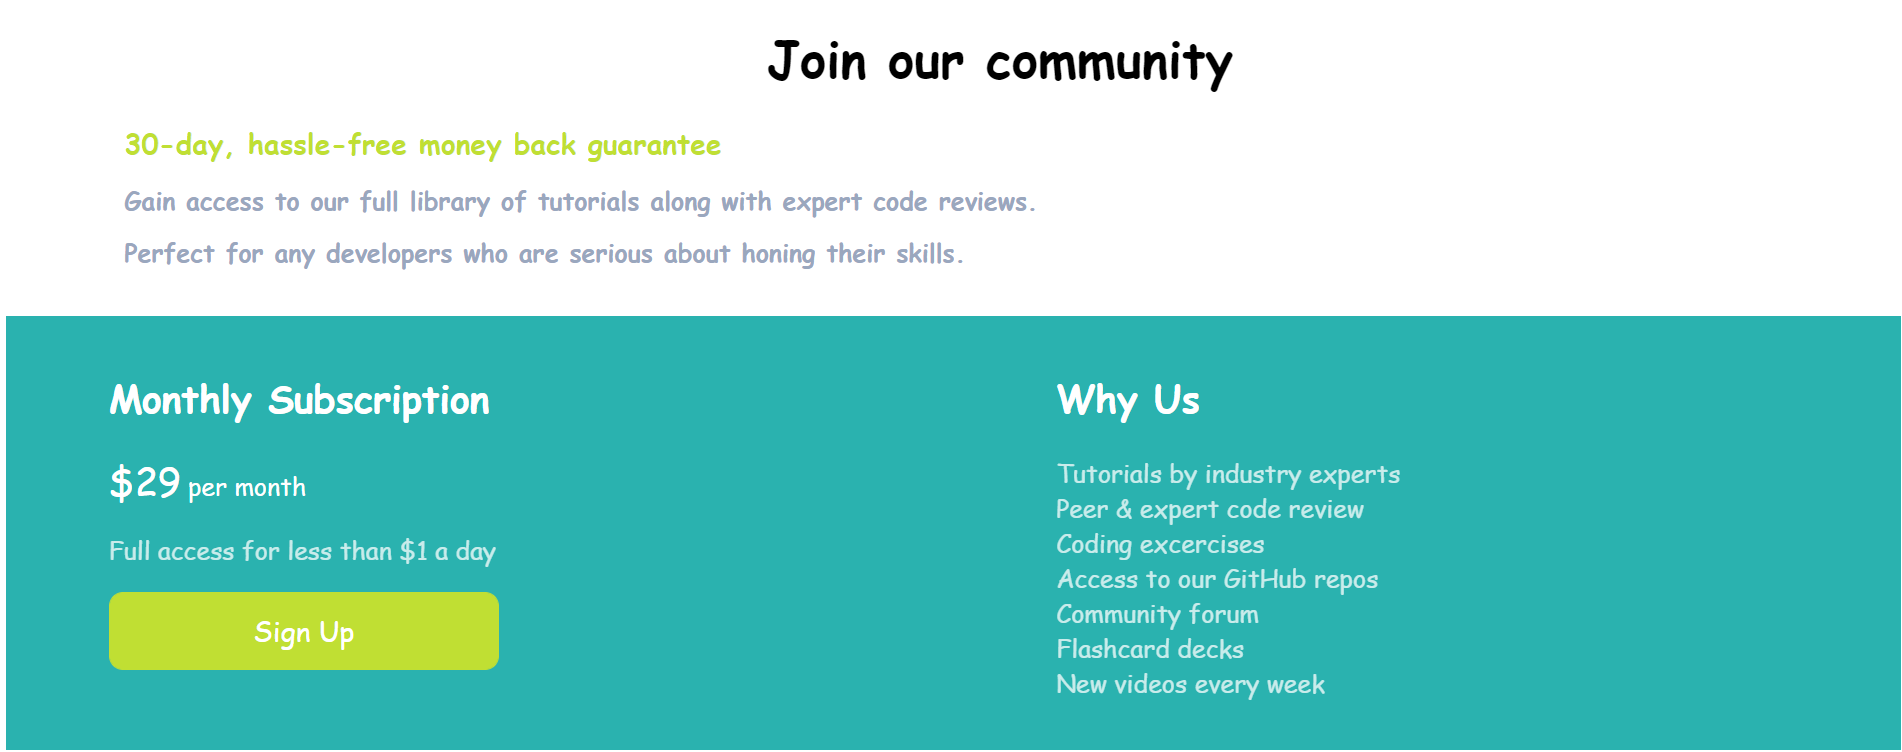 Join our community
30-day, hassle-free money back guarantee
Gain access to our full library of tutorials along with expert code reviews.
Perfect for any developers who are serious about honing their skills.
Monthly Subscription
$29 per month
Full access for less than $1 a day
Sign Up
Why Us
Tutorials by industry experts
Peer & expert code review
Coding excercises
Access to our GitHub repos
Community forum
Flashcard decks
New videos every week